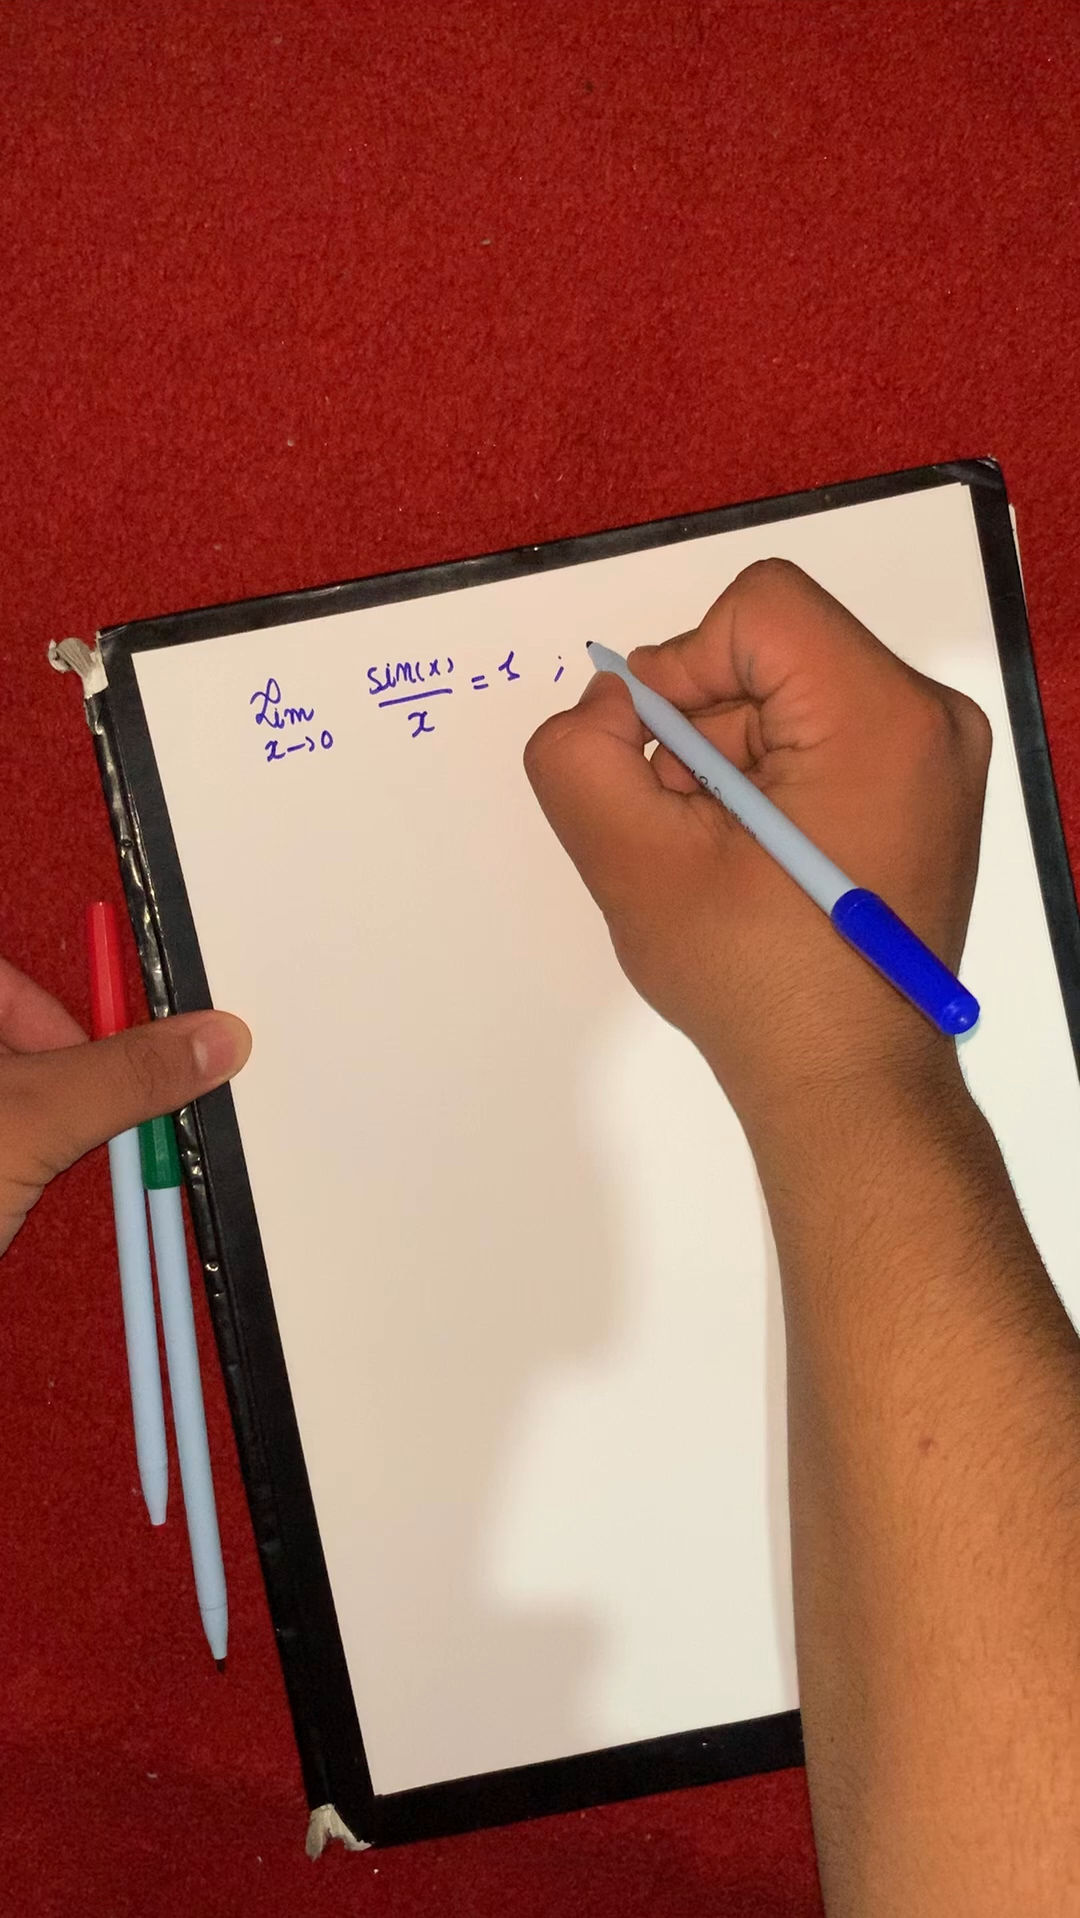 lim sin(x)/x = 1 ;
x→0